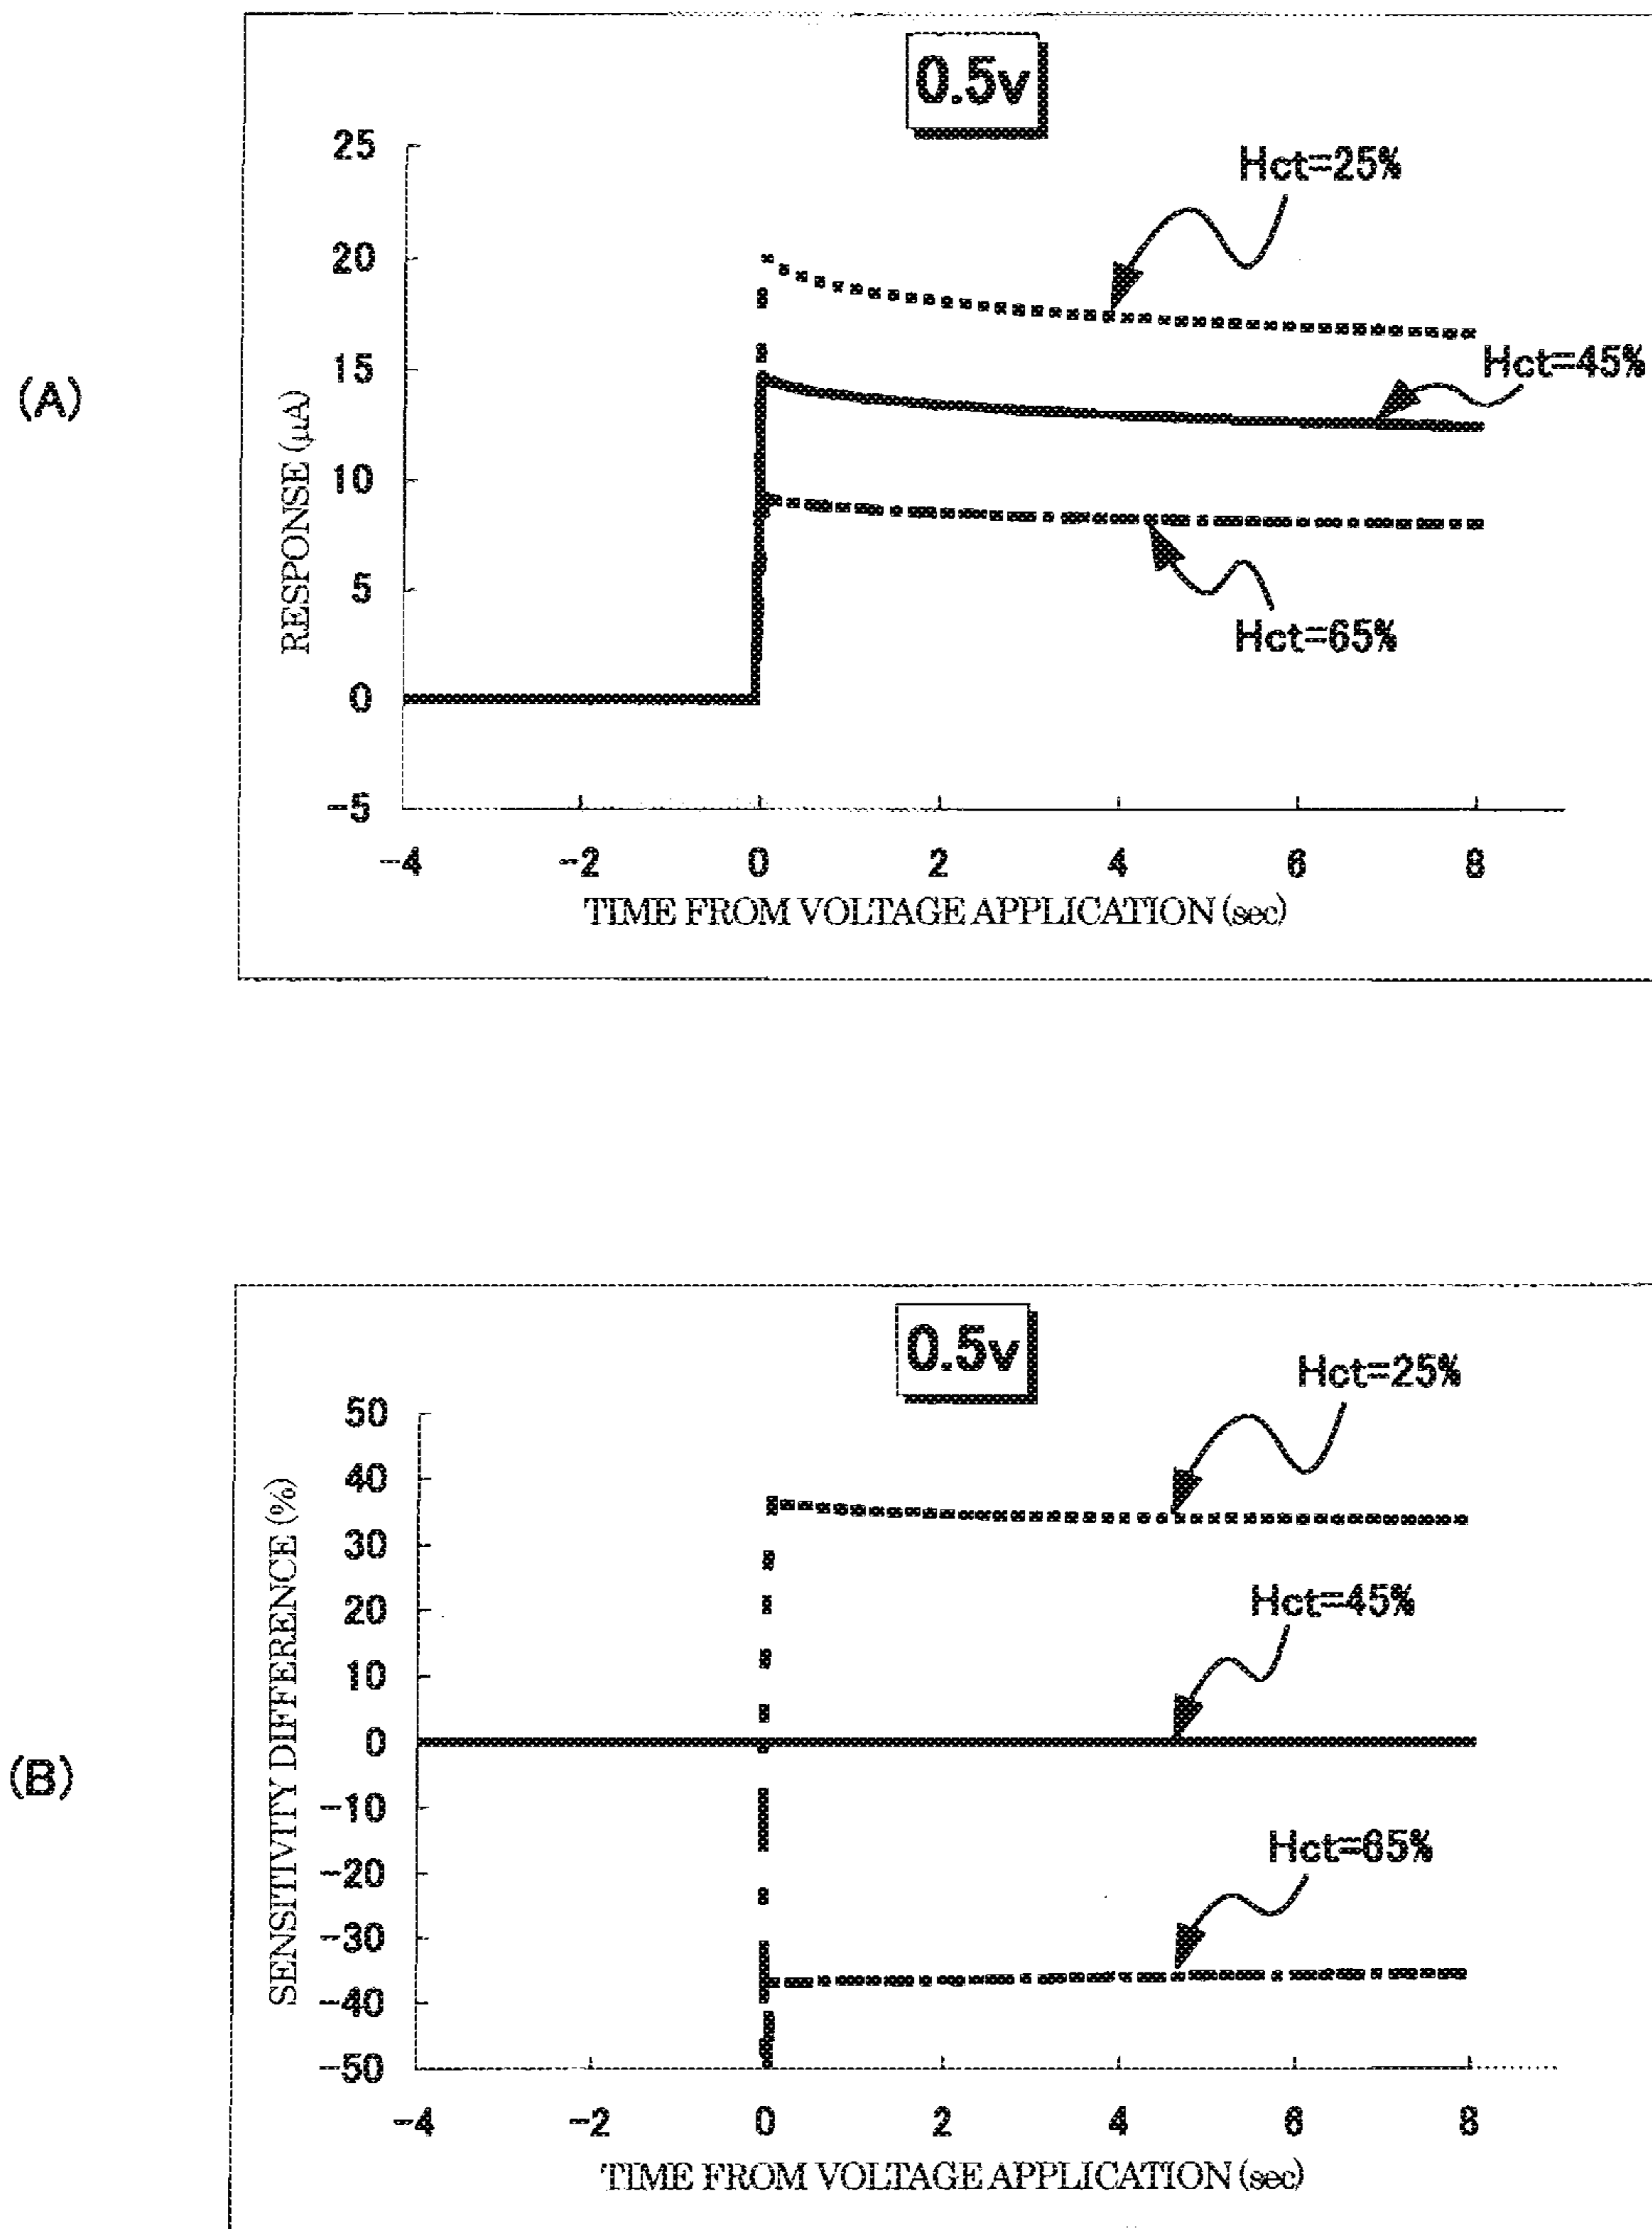 (A)
0.5v
Hct=25%
Hct=45%
Hct=65%
RESPONSE (μA)
25
20
15
10
5
0
-5
-4 -2 0 2 4 6 8
TIME FROM VOLTAGE APPLICATION (sec)
(B)
0.5v
Hct=25%
Hct=45%
Hct=65%
SENSITIVITY DIFFERENCE (%)
50
40
30
20
10
0
-10
-20
-30
-40
-50
-4 -2 0 2 4 6 8
TIME FROM VOLTAGE APPLICATION (sec)